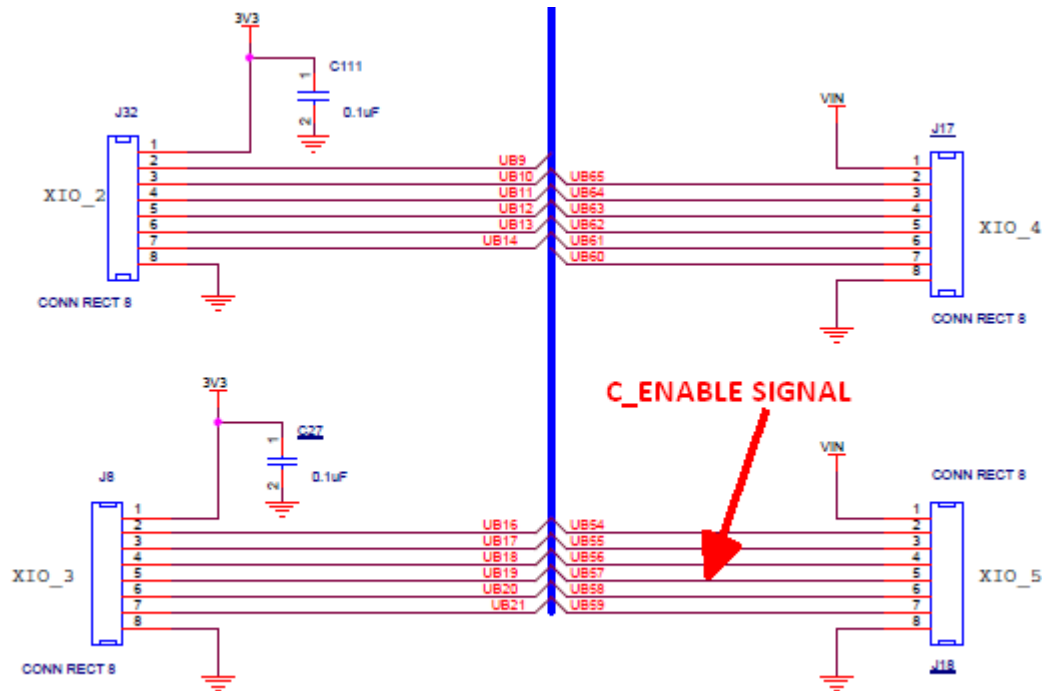 3V3
C111
1
2
0.1uF
J32
XIO_2
1
2
3
4
5
6
7
8
CONN RECT 8
UB9
UB10
UB11
UB12
UB13
UB14
UB65
UB64
UB63
UB62
UB61
UB60
VIN
J17
1
2
3
4
5
6
7
8
XIO_4
CONN RECT 8
C_ENABLE SIGNAL
3V3
C27
1
2
0.1uF
J8
XIO_3
1
2
3
4
5
6
7
8
CONN RECT 8
UB16
UB17
UB18
UB19
UB20
UB21
UB54
UB55
UB56
UB57
UB58
UB59
VIN
CONN RECT 8
1
2
3
4
5
6
7
8
XIO_5
J18